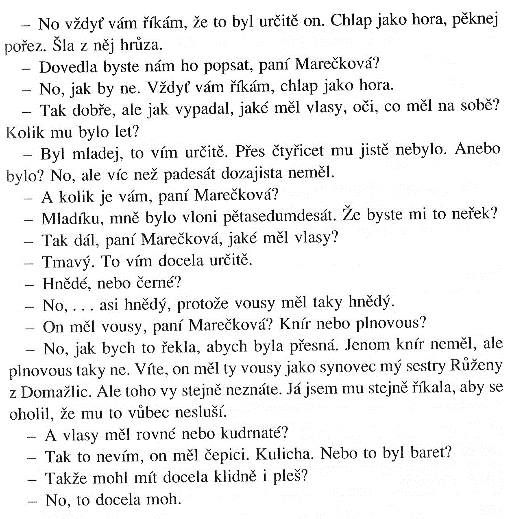 – No vždyť vám říkám, že to byl určitě on. Chlap jako hora, pěknej
pořez. Šla z něj hrůza.
– Dovedla byste nám ho popsat, paní Marečková?
– No, jak by ne. Vždyť vám říkám, chlap jako hora.
– Tak dobře, ale jak vypadal, jaké měl vlasy, oči, co měl na sobě?
Kolik mu bylo let?
– Byl mladej, to vím určitě. Přes čtyřicet mu jistě nebylo. Anebo
bylo? No, ale víc než padesát dozajista neměl.
– A kolik je vám, paní Marečková?
– Mladíku, mně bylo vloni pětasedumdesát. Že byste mi to neřek?
– Tak dál, paní Marečková, jaké měl vlasy?
– Tmavý. To vím docela určitě.
– Hnědé, nebo černé?
– No, . . . asi hnědý, protože vousy měl taky hnědý.
– On měl vousy, paní Marečková? Knír nebo plnovous?
– No, jak bych to řekla, abych byla přesná. Jenom knír neměl, ale
plnovous taky ne. Víte, on měl ty vousy jako synovec mý sestry Růženy
z Domažlic. Ale toho vy stejně neznáte. Já jsem mu stejně říkala, aby se
oholil, že mu to vůbec nesluší.
– A vlasy měl rovné nebo kudrnaté?
– Tak to nevím, on měl čepici. Kulicha. Nebo to byl baret?
– Takže mohl mít docela klidně i pleš?
– No, to docela moh.